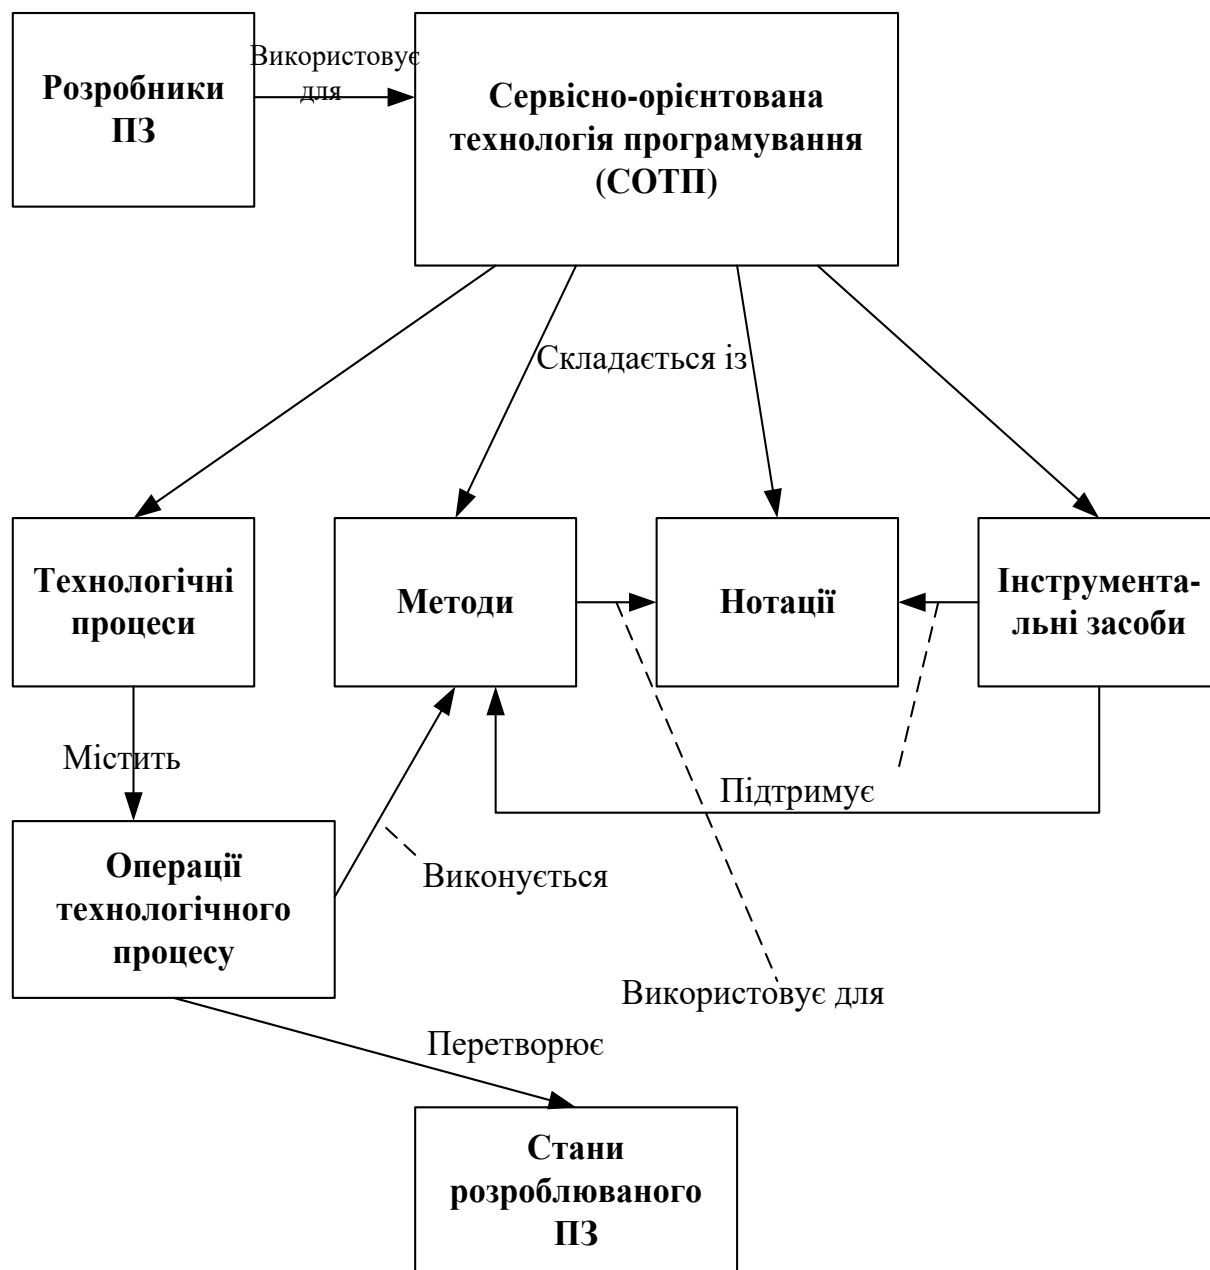 Розробники
ПЗ
Використовує
для
Сервісно-орієнтована
технологія програмування
(СОТП)
Складається із
Технологічні
процеси
Методи
Нотації
Інструмента-
льні засоби
Містить
Підтримує
Операції
технологічного
процесу
Виконується
Використовує для
Перетворює
Стани
розроблюваного
ПЗ